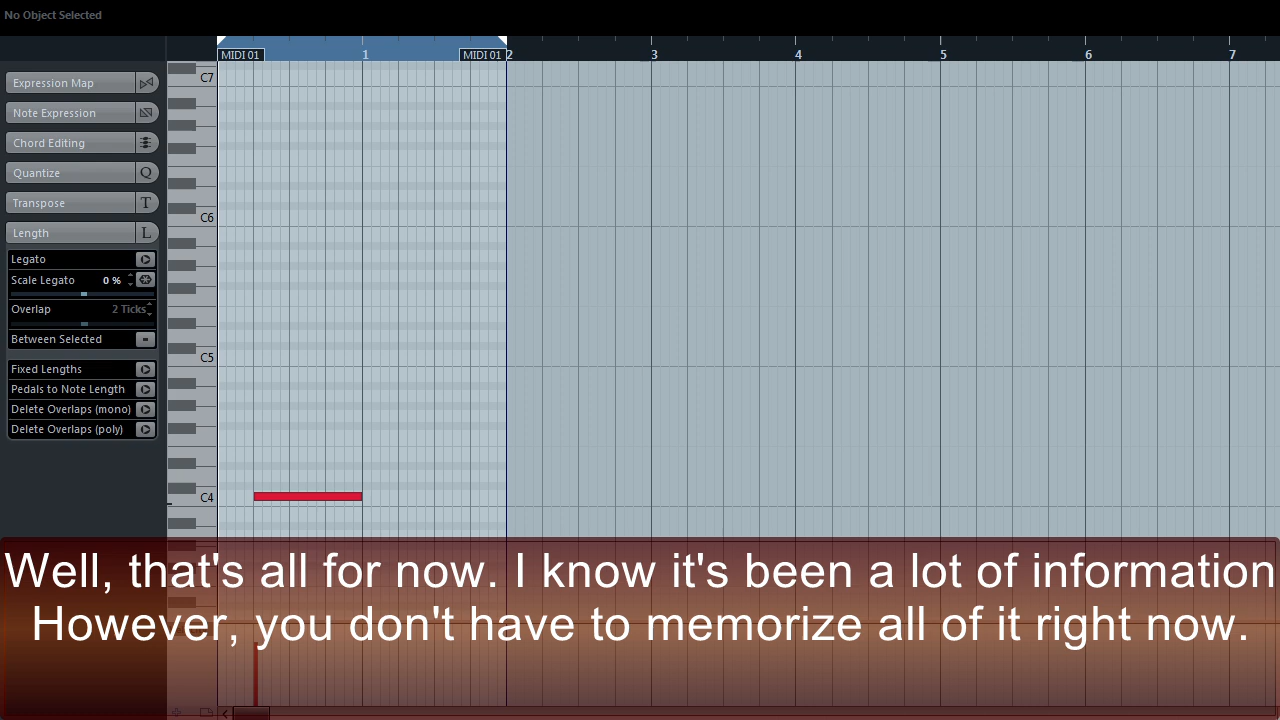 No Object Selected
MIDI 01 1 MIDI 01 2 3 4 5 6 7
Expression Map
Note Expression
Chord Editing
Quantize Q
Transpose T
Length L
Legato
Scale Legato 0 %
Overlap 2 Ticks
Between Selected
Fixed Lengths
Pedals to Note Length
Delete Overlaps (mono)
Delete Overlaps (poly)
C7
C6
C5
C4
Well, that's all for now. I know it's been a lot of information
However, you don't have to memorize all of it right now.